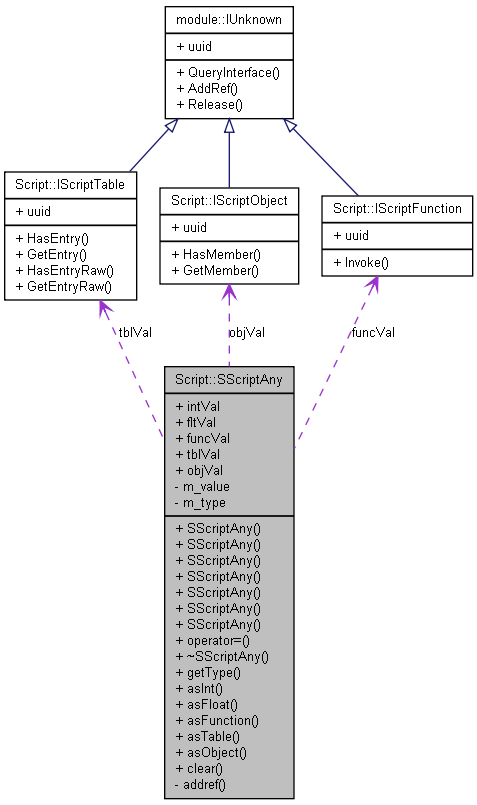 module::IUnknown
+ uuid
+ QueryInterface()
+ AddRef()
+ Release()
Script::IScriptTable
+ uuid
+ HasEntry()
+ GetEntry()
+ HasEntryRaw()
+ GetEntryRaw()
Script::IScriptObject
+ uuid
+ HasMember()
+ GetMember()
Script::IScriptFunction
+ uuid
+ Invoke()
tblVal
objVal
funcVal
Script::SScriptAny
+ intVal
+ fltVal
+ funcVal
+ tblVal
+ objVal
- m_value
- m_type
+ SScriptAny()
+ SScriptAny()
+ SScriptAny()
+ SScriptAny()
+ SScriptAny()
+ SScriptAny()
+ SScriptAny()
+ operator=()
+ ~SScriptAny()
+ getType()
+ asInt()
+ asFloat()
+ asFunction()
+ asTable()
+ asObject()
+ clear()
- addref()